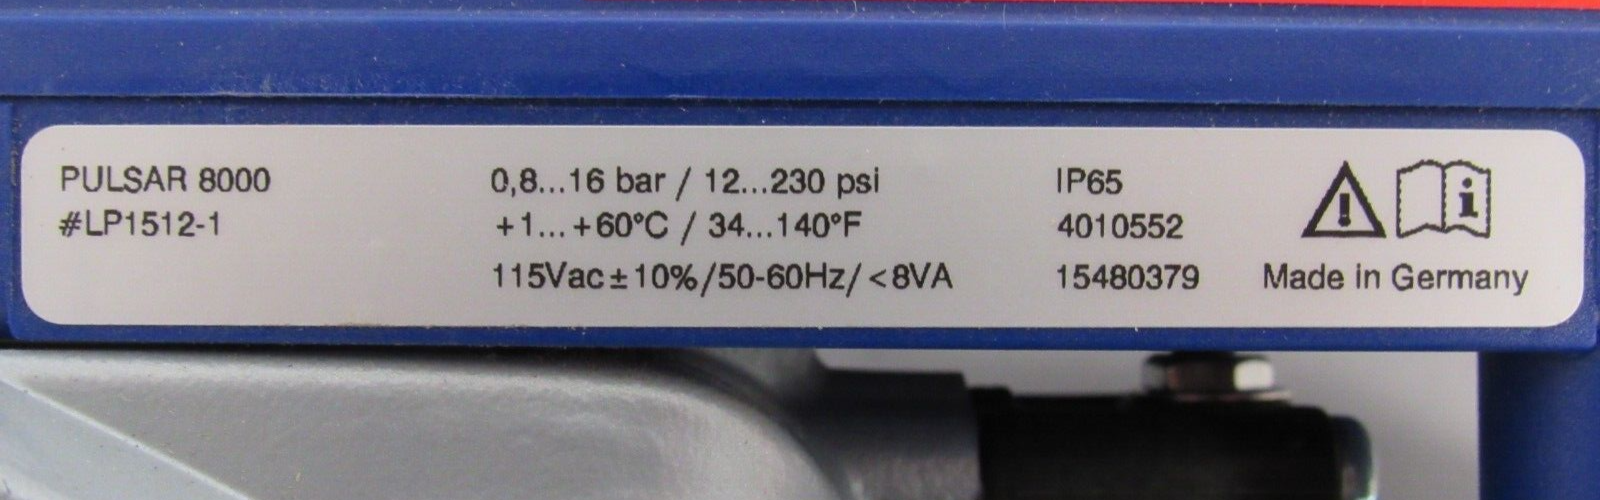 PULSAR 8000
#LP1512-1
0,8...16 bar / 12...230 psi
+1...+60°C / 34...140°F
115Vac±10%/50-60Hz/<8VA
IP65
4010552
15480379
Made in Germany